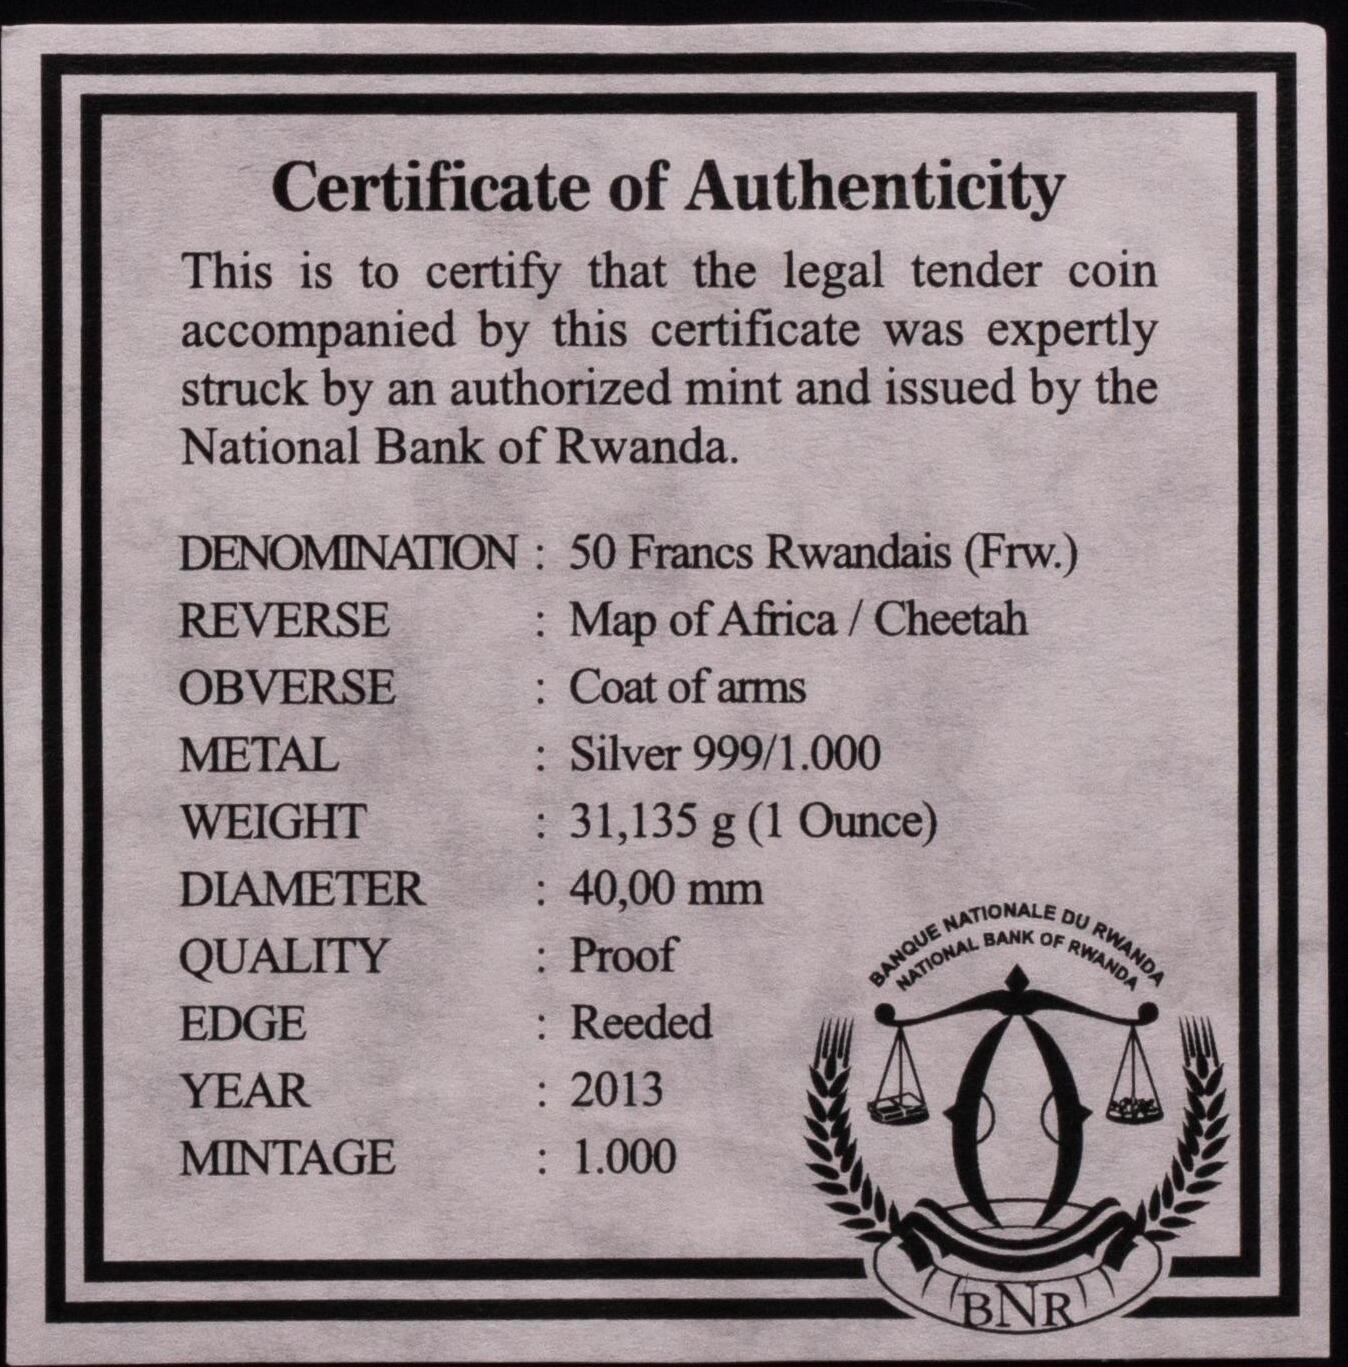 Certificate of Authenticity
This is to certify that the legal tender coin
accompanied by this certificate was expertly
struck by an authorized mint and issued by the
National Bank of Rwanda.
DENOMINATION : 50 Francs Rwandais (Frw.)
REVERSE : Map of Africa / Cheetah
OBVERSE : Coat of arms
METAL : Silver 999/1.000
WEIGHT : 31,135 g (1 Ounce)
DIAMETER : 40,00 mm
QUALITY : Proof
EDGE : Reeded
YEAR : 2013
MINTAGE : 1.000
BANQUE NATIONALE DU RWANDA
NATIONAL BANK OF RWANDA
BNR